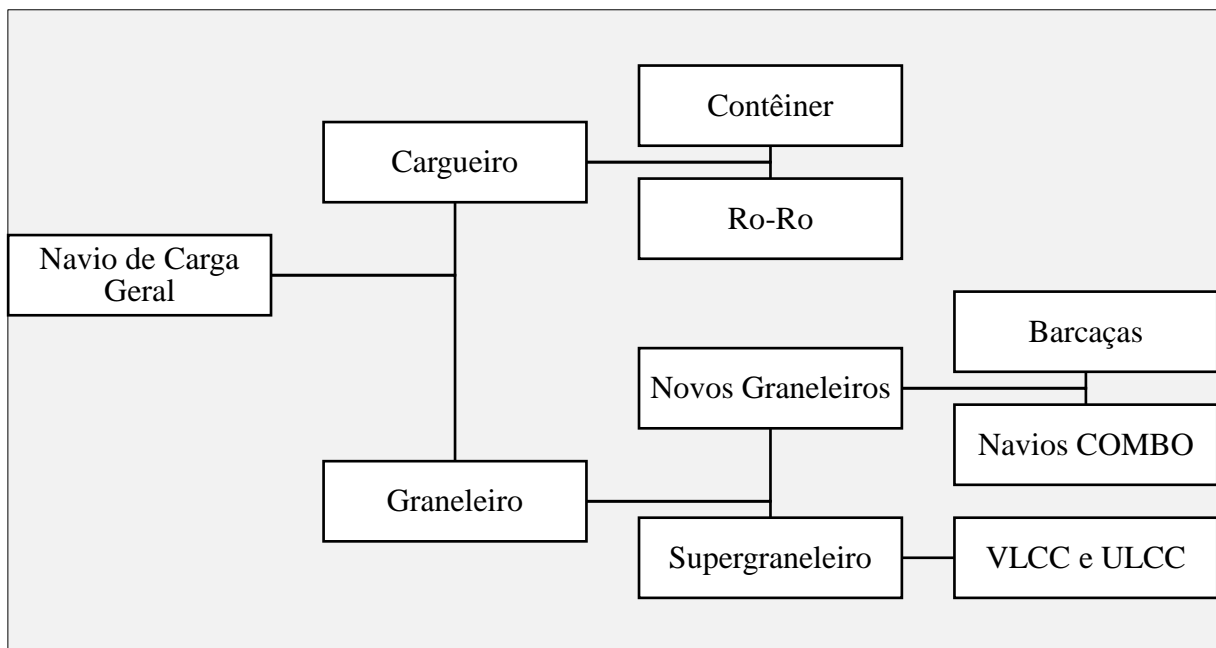 Contêiner
Cargueiro
Ro-Ro
Navio de Carga
Geral
Barcaças
Novos Graneleiros
Navios COMBO
Graneleiro
Supergraneleiro
VLCC e ULCC